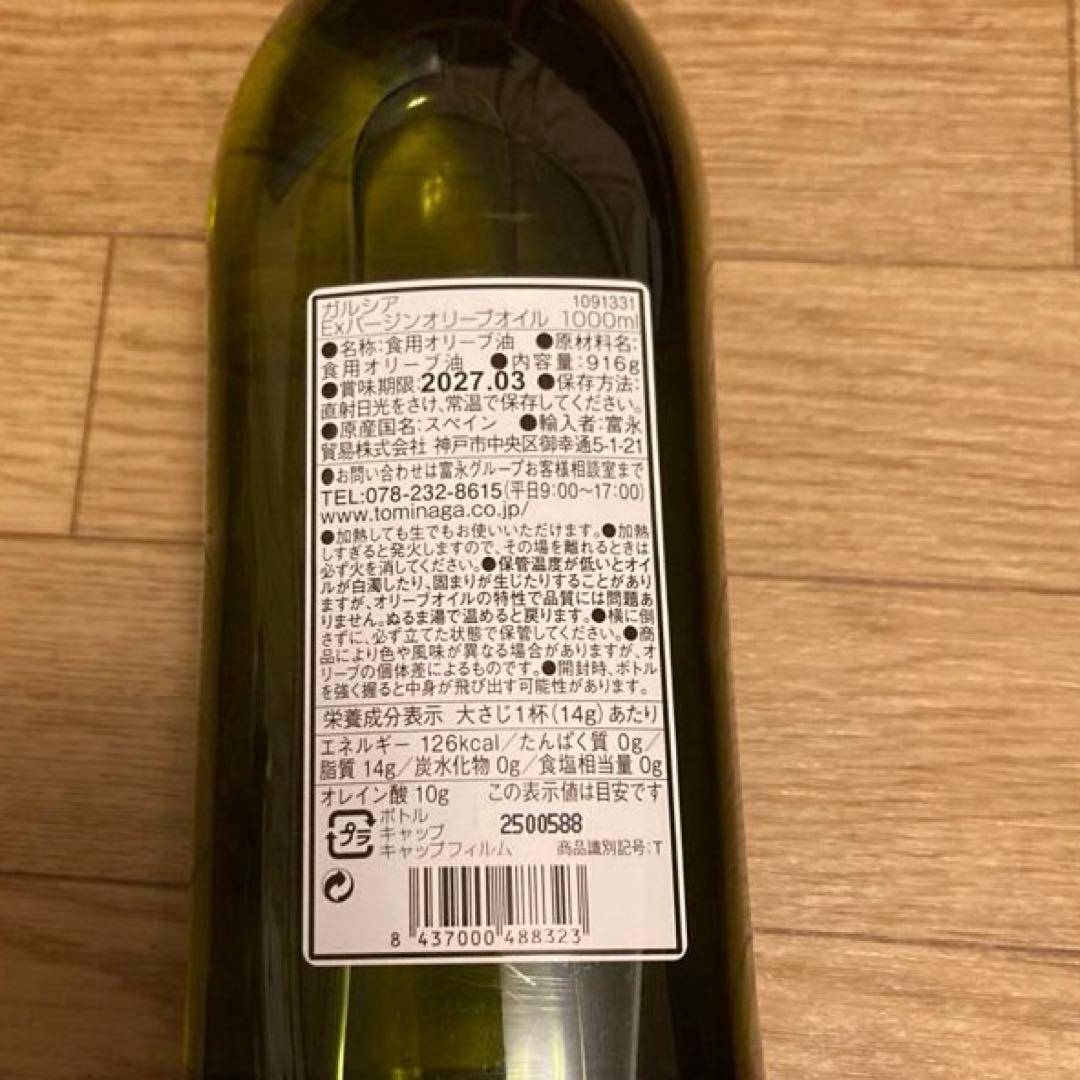 ガルシア 1091331
Exバージンオリーブオイル 1000ml
●名称:食用オリーブ油 ●原材料名:
食用オリーブ油 ●内容量:916g
●賞味期限:2027.03 ●保存方法:
直射日光をさけ、常温で保存してください。
●原産国名:スペイン ●輸入者:富永
貿易株式会社 神戸市中央区御幸通5-1-21
●お問い合わせは富永グループお客様相談室まで
TEL:078-232-8615(平日9:00〜17:00)
www.tominaga.co.jp/
●加熱しても生でもお使いいただけます。●加熱
しすぎると発火しますので、その場を離れるときは
必ず火を消してください。●保管温度が低いとオイ
ルが白濁したり、固まりが生じたりすることがあり
ますが、オリーブオイルの特性で品質には問題あ
りません。ぬるま湯で温めると戻ります。●横に倒
さずに、必ず立てた状態で保管してください。●商
品により色や風味が異なる場合がありますが、オ
リーブの個体差によるものです。●開封時、ボトル
を強く握ると中身が飛び出す可能性があります。
栄養成分表示 大さじ1杯(14g)あたり
エネルギー 126kcal/たんぱく質 0g/
脂質 14g/炭水化物 0g/食塩相当量 0g
オレイン酸 10g この表示値は目安です
プラ ボトル
キャップ 2500588
キャップフィルム 商品識別記号:T
8 437000 488323